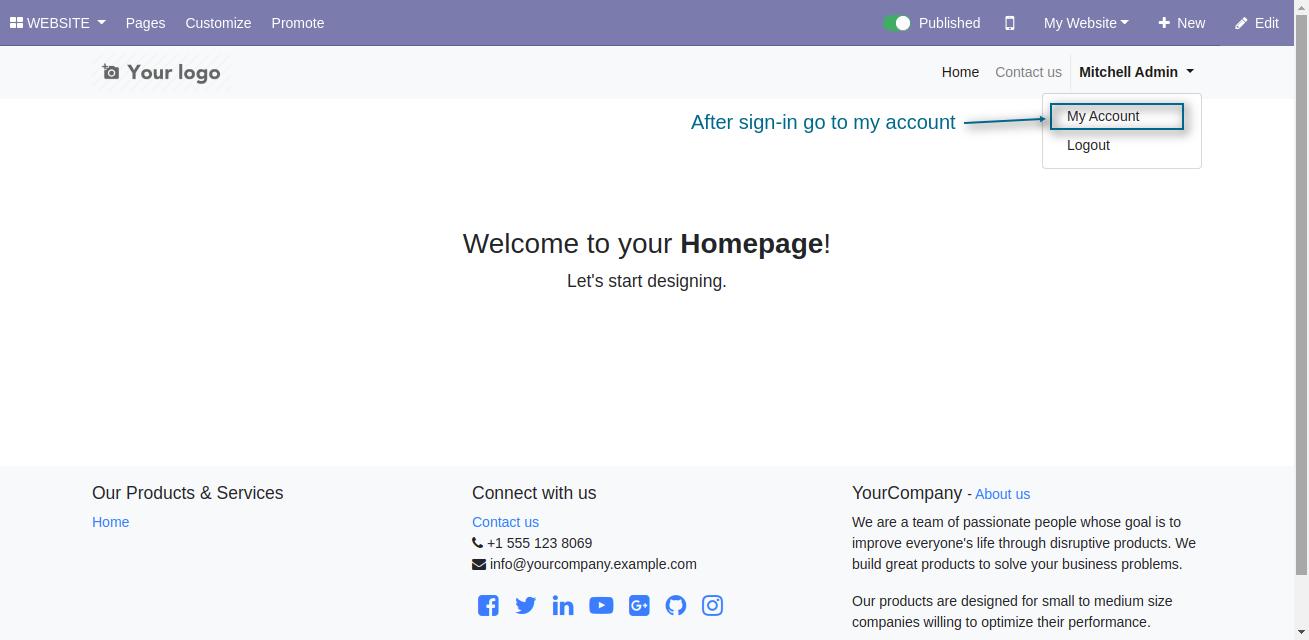 WEBSITE Pages Customize Promote Published My Website New Edit
Your logo Home Contact us Mitchell Admin
After sign-in go to my account My Account
Logout
Welcome to your Homepage!
Let's start designing.
Our Products & Services
Home
Connect with us
Contact us
+1 555 123 8069
info@yourcompany.example.com
YourCompany - About us
We are a team of passionate people whose goal is to
improve everyone's life through disruptive products. We
build great products to solve your business problems.
Our products are designed for small to medium size
companies willing to optimize their performance.